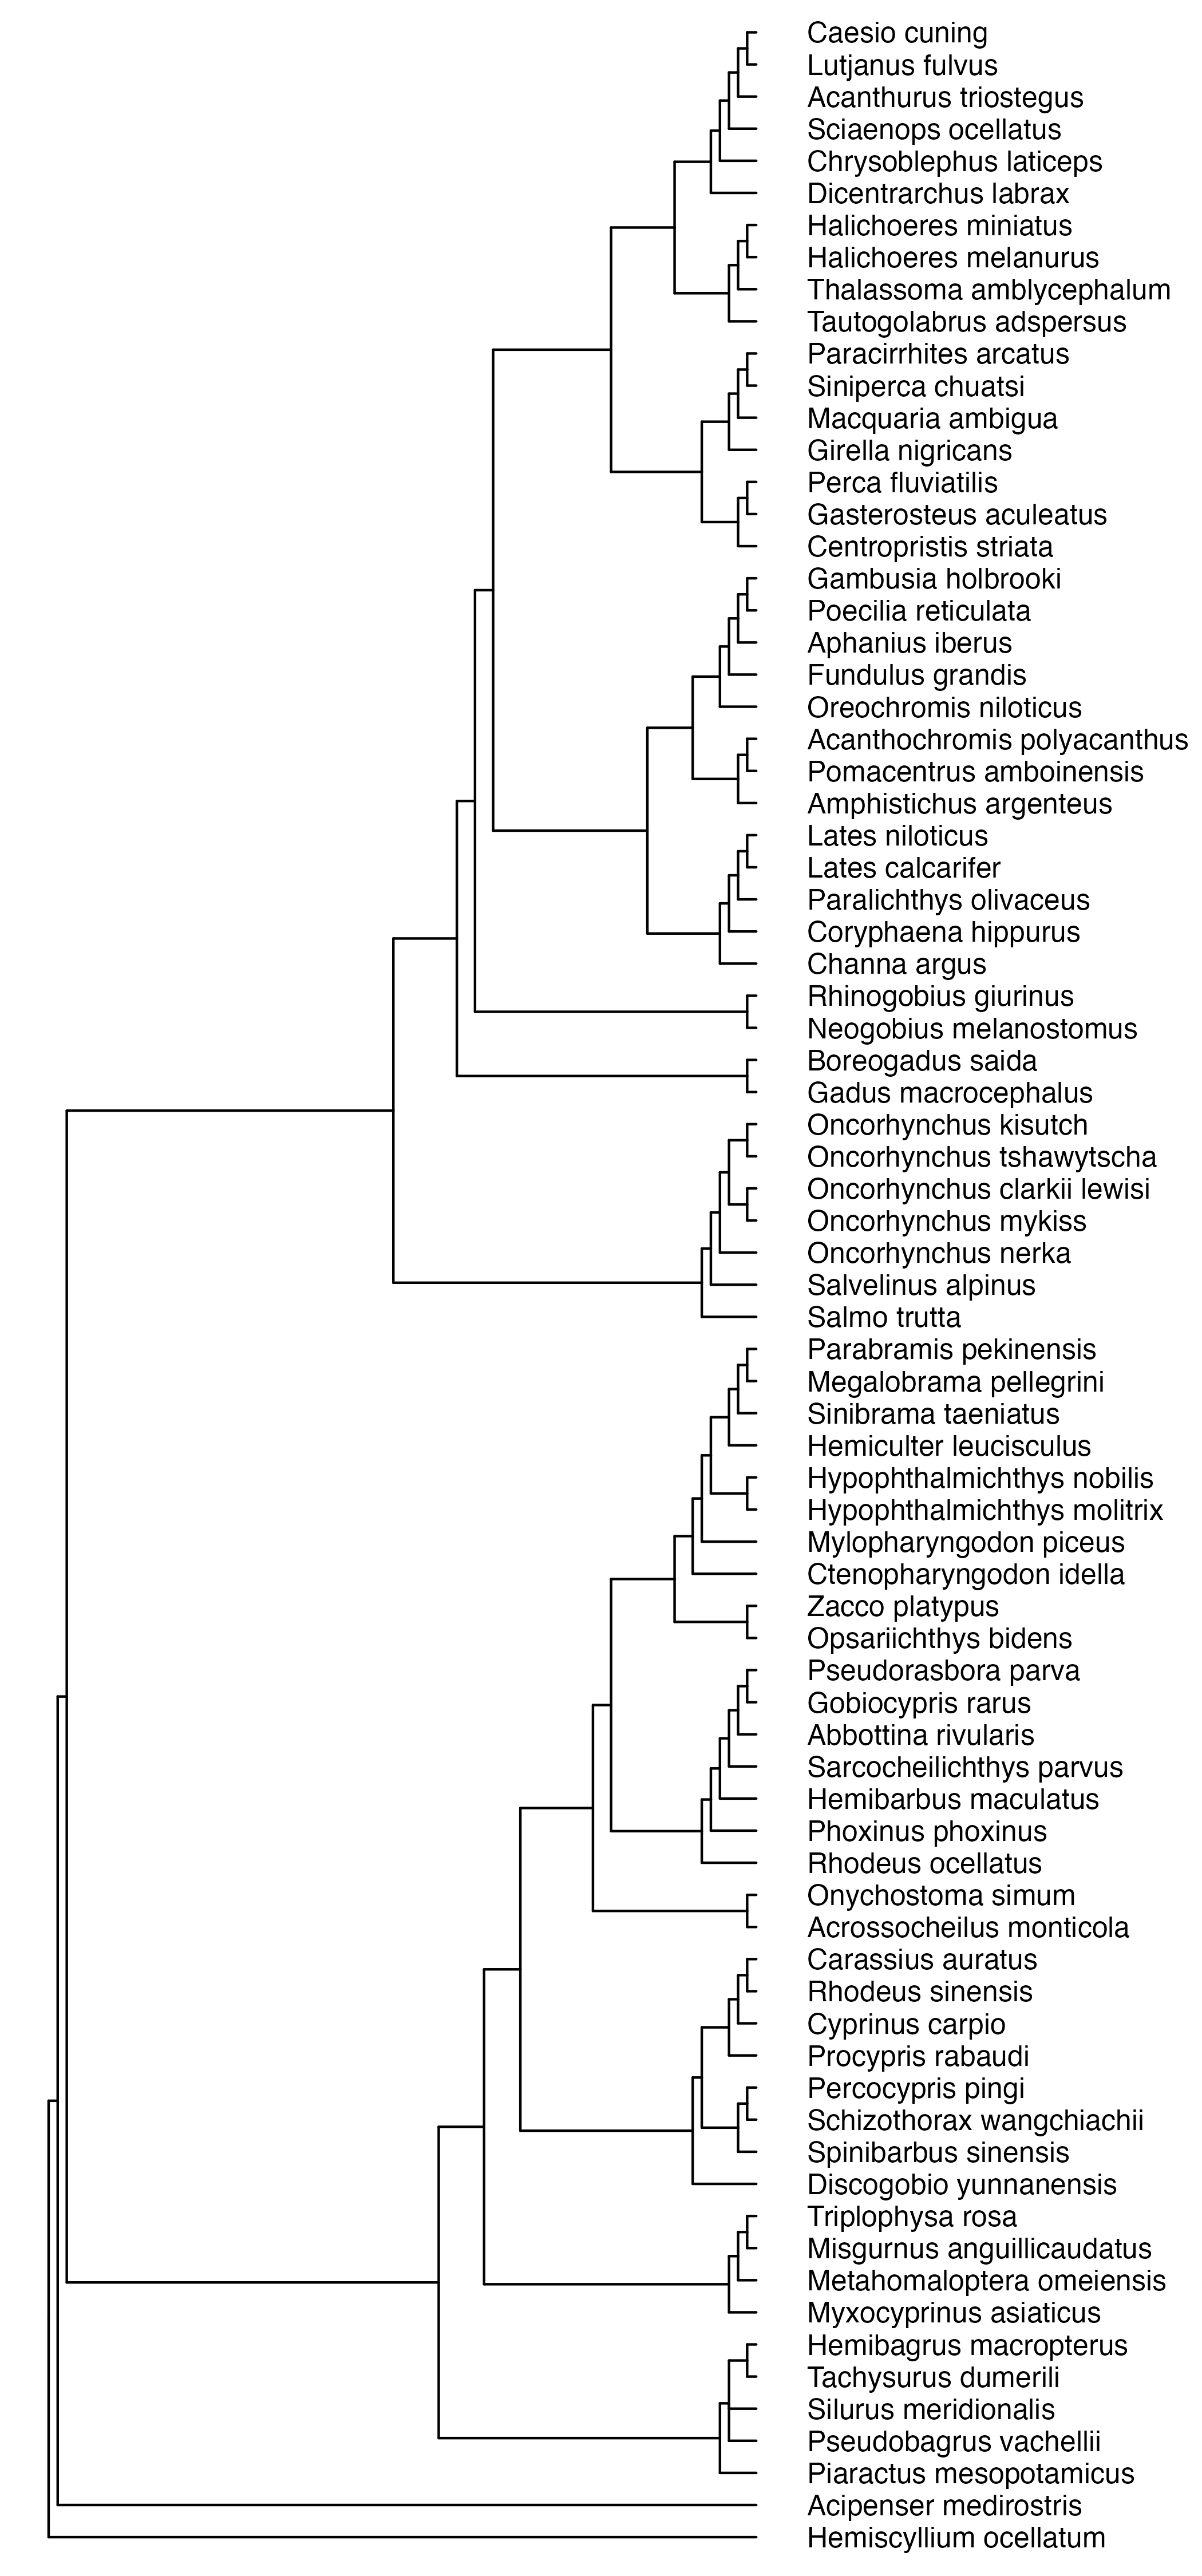 Caesio cuning
Lutjanus fulvus
Acanthurus triostegus
Sciaenops ocellatus
Chrysoblephus laticeps
Dicentrarchus labrax
Halichoeres miniatus
Halichoeres melanurus
Thalassoma amblycephalum
Tautogolabrus adspersus
Paracirrhites arcatus
Siniperca chuatsi
Macquaria ambigua
Girella nigricans
Perca fluviatilis
Gasterosteus aculeatus
Centropristis striata
Gambusia holbrooki
Poecilia reticulata
Aphanius iberus
Fundulus grandis
Oreochromis niloticus
Acanthochromis polyacanthus
Pomacentrus amboinensis
Amphistichus argenteus
Lates niloticus
Lates calcarifer
Paralichthys olivaceus
Coryphaena hippurus
Channa argus
Rhinogobius giurinus
Neogobius melanostomus
Boreogadus saida
Gadus macrocephalus
Oncorhynchus kisutch
Oncorhynchus tshawytscha
Oncorhynchus clarkii lewisi
Oncorhynchus mykiss
Oncorhynchus nerka
Salvelinus alpinus
Salmo trutta
Parabramis pekinensis
Megalobrama pellegrini
Sinibrama taeniatus
Hemiculter leucisculus
Hypophthalmichthys nobilis
Hypophthalmichthys molitrix
Mylopharyngodon piceus
Ctenopharyngodon idella
Zacco platypus
Opsariichthys bidens
Pseudorasbora parva
Gobiocypris rarus
Abbottina rivularis
Sarcocheilichthys parvus
Hemibarbus maculatus
Phoxinus phoxinus
Rhodeus ocellatus
Onychostoma simum
Acrossocheilus monticola
Carassius auratus
Rhodeus sinensis
Cyprinus carpio
Procypris rabaudi
Percocypris pingi
Schizothorax wangchiachii
Spinibarbus sinensis
Discogobio yunnanensis
Triplophysa rosa
Misgurnus anguillicaudatus
Metahomaloptera omeiensis
Myxocyprinus asiaticus
Hemibagrus macropterus
Tachysurus dumerili
Silurus meridionalis
Pseudobagrus vachellii
Piaractus mesopotamicus
Acipenser medirostris
Hemiscyllium ocellatum